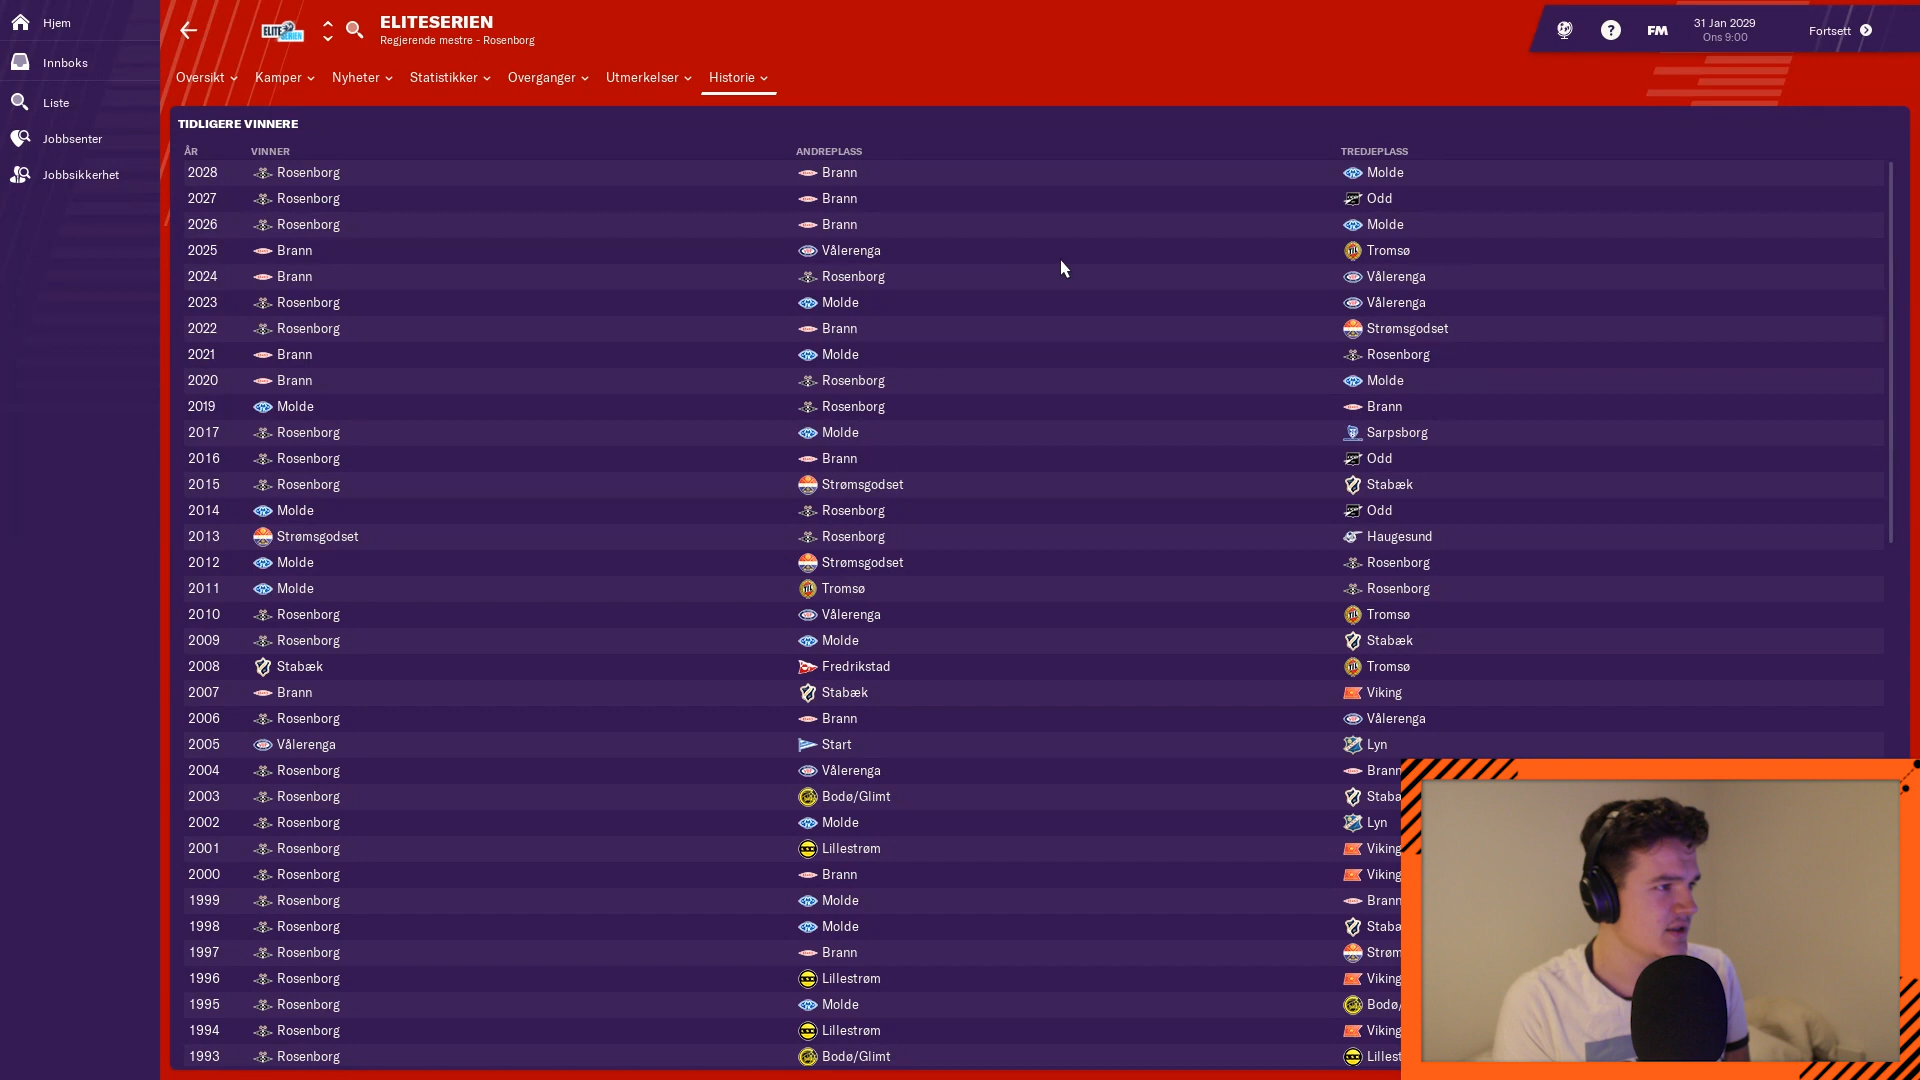 Hjem
Innboks
Liste
Jobbsenter
Jobbsikkerhet
ELITESERIEN
Regjerende mestre - Rosenborg
FM
31 Jan 2029
Ons 9:00
Fortsett
Oversikt
Kamper
Nyheter
Statistikker
Overganger
Utmerkelser
Historie
TIDLIGERE VINNERE
ÅR VINNER ANDREPLASS TREDJEPLASS
2028 Rosenborg Brann Molde
2027 Rosenborg Brann Odd
2026 Rosenborg Brann Molde
2025 Brann Vålerenga Tromsø
2024 Brann Rosenborg Vålerenga
2023 Rosenborg Molde Vålerenga
2022 Rosenborg Brann Strømsgodset
2021 Brann Molde Rosenborg
2020 Brann Rosenborg Molde
2019 Molde Rosenborg Brann
2017 Rosenborg Molde Sarpsborg
2016 Rosenborg Brann Odd
2015 Rosenborg Strømsgodset Stabæk
2014 Molde Rosenborg Odd
2013 Strømsgodset Rosenborg Haugesund
2012 Molde Strømsgodset Rosenborg
2011 Molde Tromsø Rosenborg
2010 Rosenborg Vålerenga Tromsø
2009 Rosenborg Molde Stabæk
2008 Stabæk Fredrikstad Tromsø
2007 Brann Stabæk Viking
2006 Rosenborg Brann Vålerenga
2005 Vålerenga Start Lyn
2004 Rosenborg Vålerenga Brann
2003 Rosenborg Bodø/Glimt Staba
2002 Rosenborg Molde Lyn
2001 Rosenborg Lillestrøm Viking
2000 Rosenborg Brann Viking
1999 Rosenborg Molde Brann
1998 Rosenborg Molde Staba
1997 Rosenborg Brann Strøm
1996 Rosenborg Lillestrøm Viking
1995 Rosenborg Molde Bodø/
1994 Rosenborg Lillestrøm Viking
1993 Rosenborg Bodø/Glimt Lillest